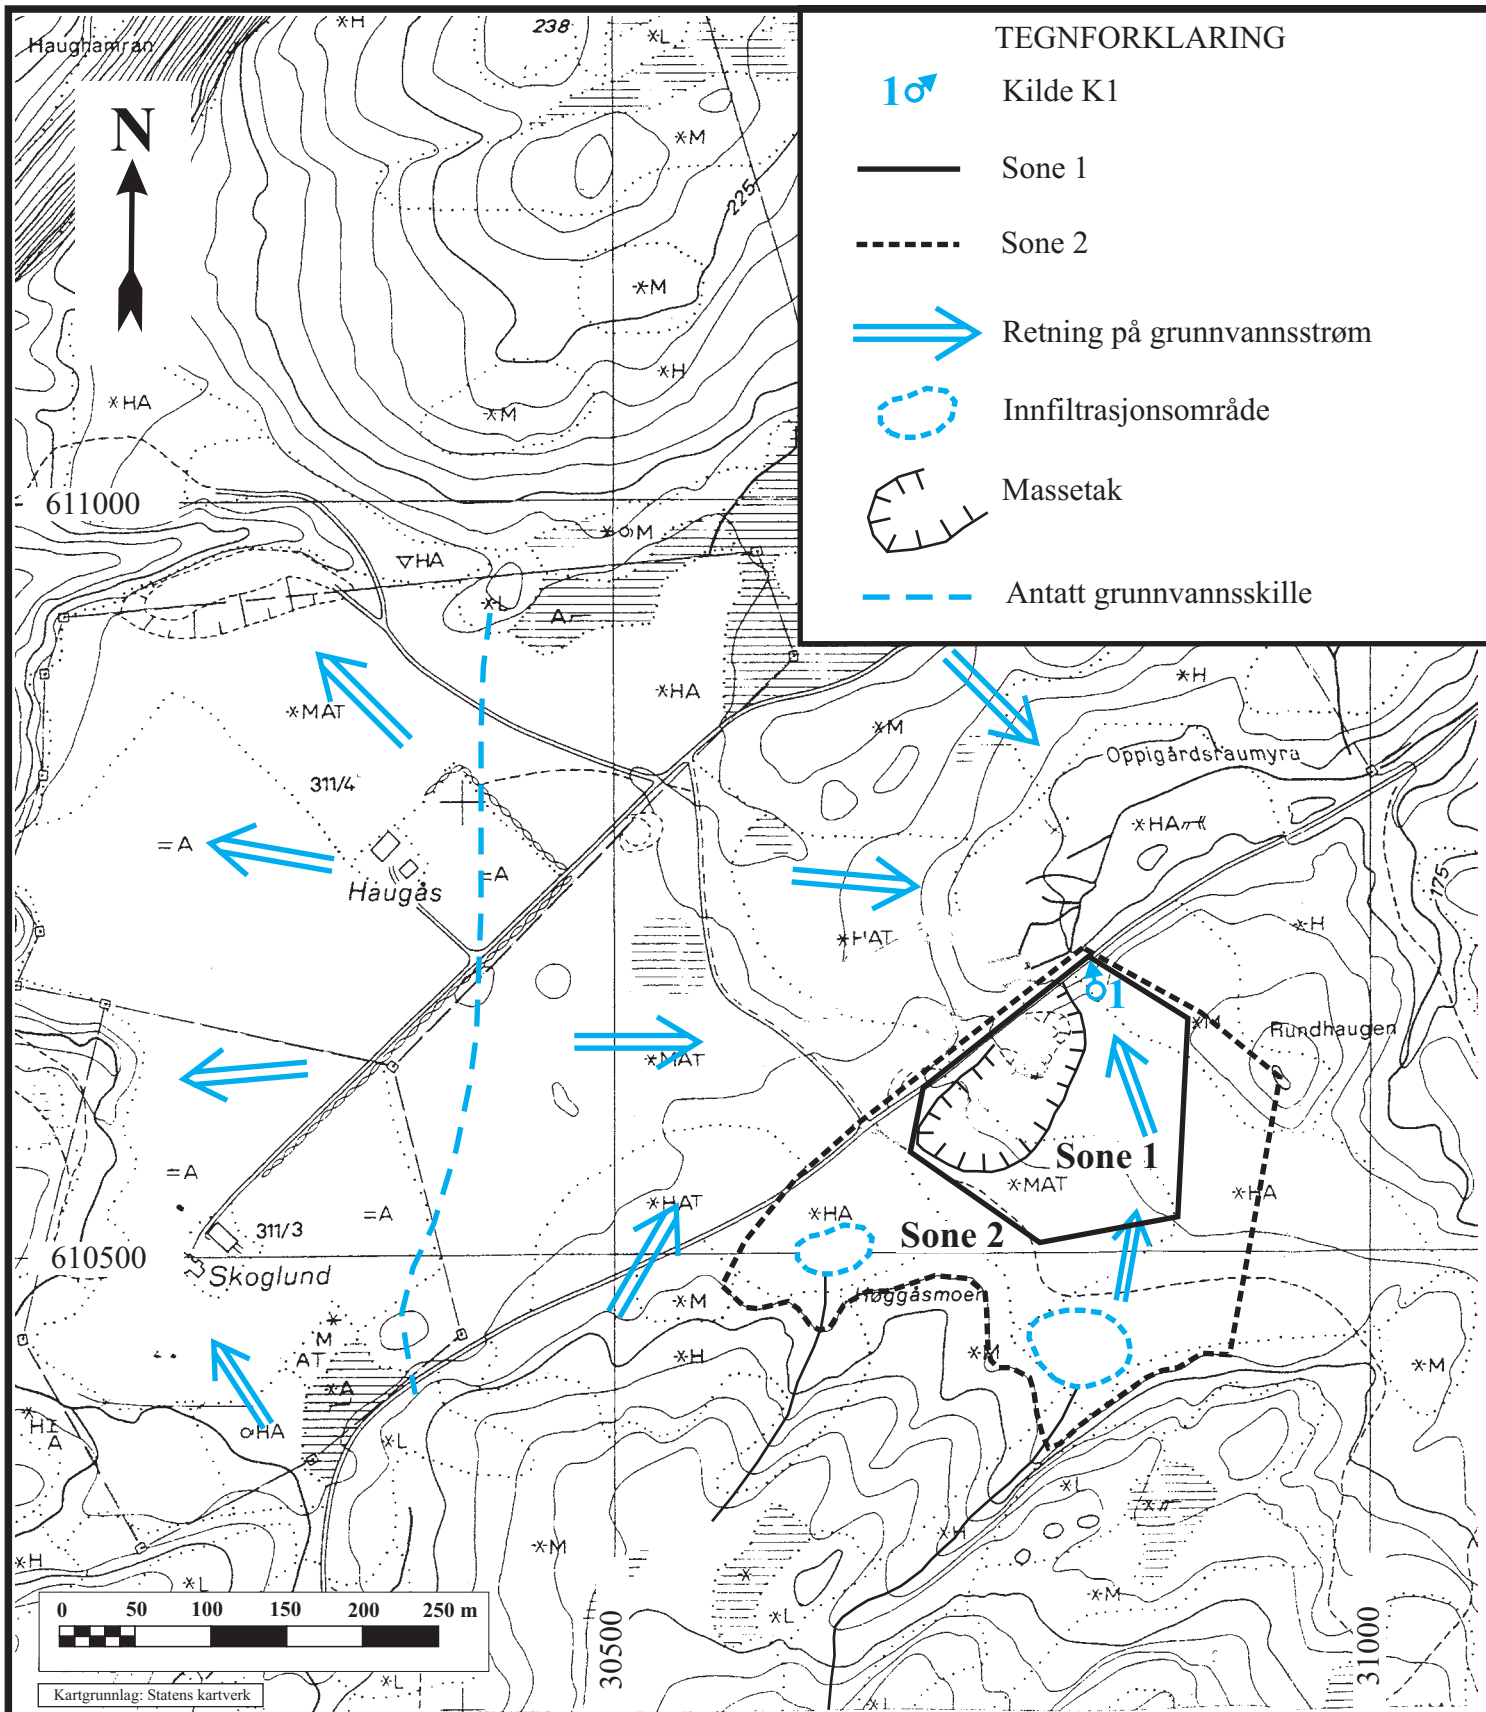 TEGNFORKLARING
1 Kilde K1
Sone 1
Sone 2
Retning på grunnvannsstrøm
Innfiltrasjonsområde
Massetak
Antatt grunnvannsskille
Haughamran
H
238
L
N
M
225
M
H
HA
M
611000
M
HA
L
A
HA
H
MAT
M
Oppigårdstaumyra
311/4
HA
=A
=A
Haugås
175
HAT
H
1
M
Rundhaugen
MAT
Sone 1
=A
MAT
HA
HAT
HA
=A
311/3
Sone 2
610500
Skoglund
Høggåsmoen
M
M
AT
H
M
M
A
HA
L
L
H
M
H
L
M
L
L
L
0 50 100 150 200 250 m
30500
31000
Kartgrunnlag: Statens kartverk